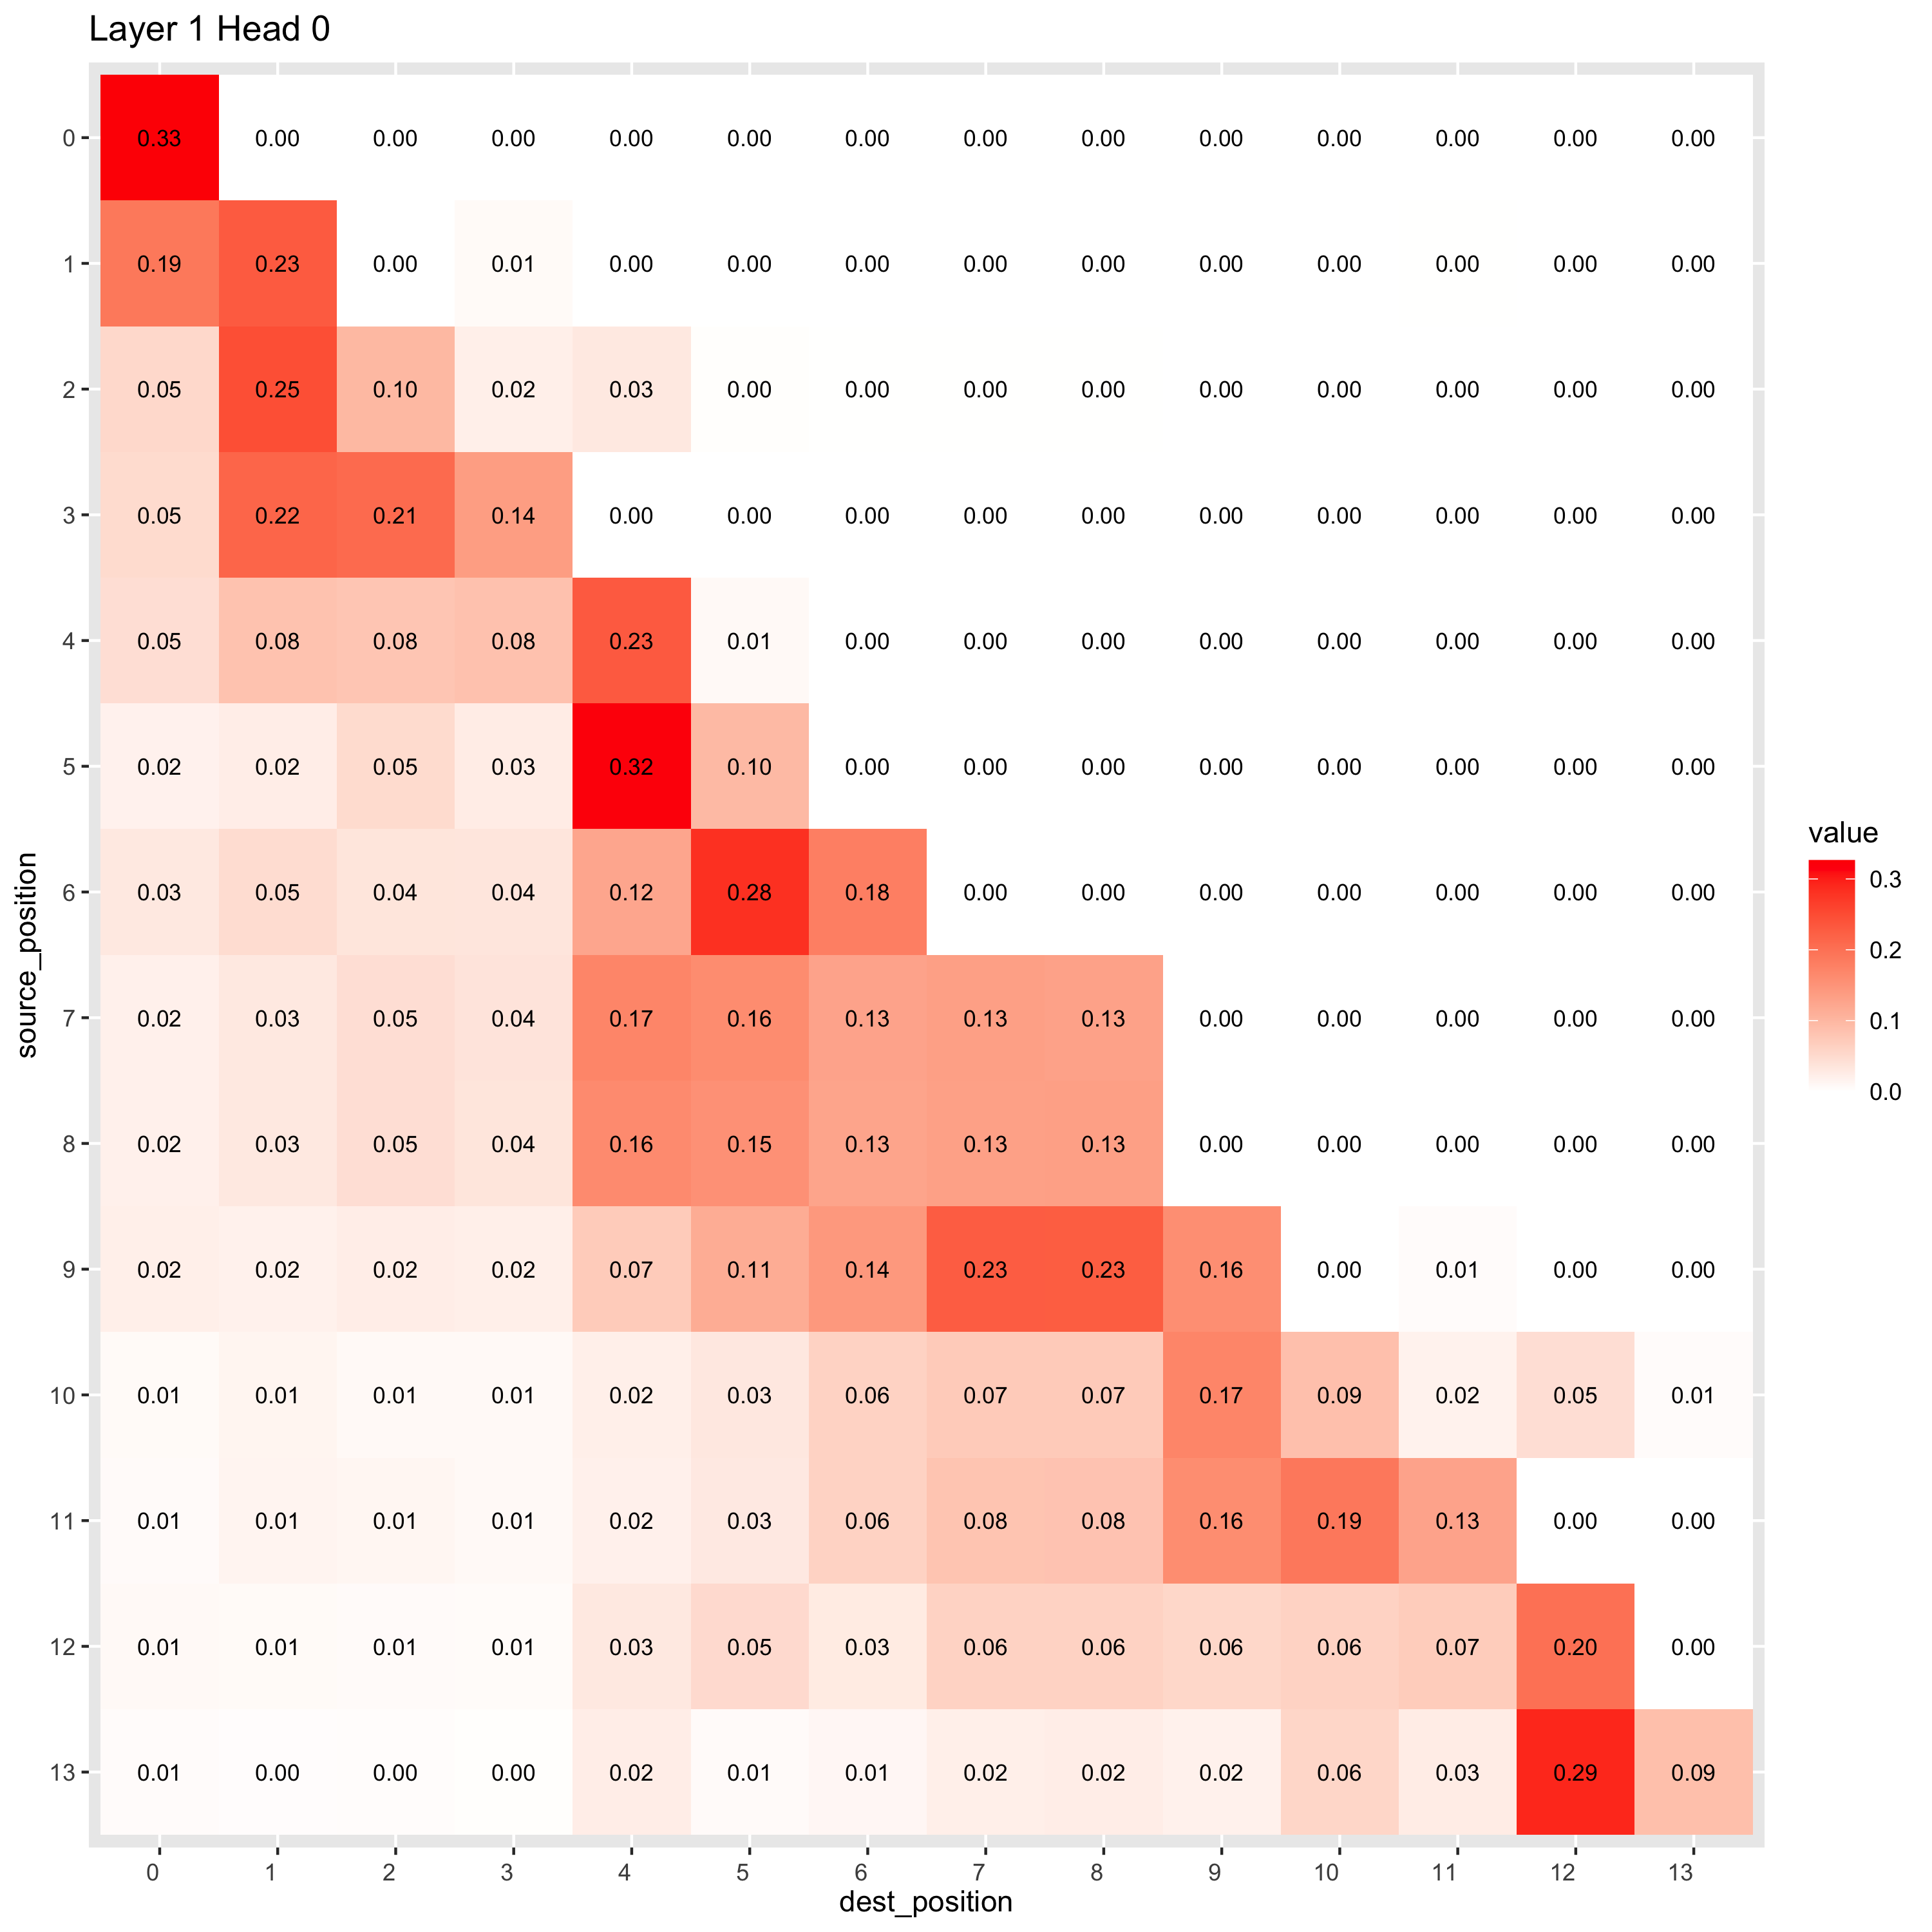 Layer 1 Head 0
0 0.33 0.00 0.00 0.00 0.00 0.00 0.00 0.00 0.00 0.00 0.00 0.00 0.00 0.00
1 0.19 0.23 0.00 0.01 0.00 0.00 0.00 0.00 0.00 0.00 0.00 0.00 0.00 0.00
2 0.05 0.25 0.10 0.02 0.03 0.00 0.00 0.00 0.00 0.00 0.00 0.00 0.00 0.00
3 0.05 0.22 0.21 0.14 0.00 0.00 0.00 0.00 0.00 0.00 0.00 0.00 0.00 0.00
4 0.05 0.08 0.08 0.08 0.23 0.01 0.00 0.00 0.00 0.00 0.00 0.00 0.00 0.00
5 0.02 0.02 0.05 0.03 0.32 0.10 0.00 0.00 0.00 0.00 0.00 0.00 0.00 0.00
6 0.03 0.05 0.04 0.04 0.12 0.28 0.18 0.00 0.00 0.00 0.00 0.00 0.00 0.00
7 0.02 0.03 0.05 0.04 0.17 0.16 0.13 0.13 0.13 0.00 0.00 0.00 0.00 0.00
8 0.02 0.03 0.05 0.04 0.16 0.15 0.13 0.13 0.13 0.00 0.00 0.00 0.00 0.00
9 0.02 0.02 0.02 0.02 0.07 0.11 0.14 0.23 0.23 0.16 0.00 0.01 0.00 0.00
10 0.01 0.01 0.01 0.01 0.02 0.03 0.06 0.07 0.07 0.17 0.09 0.02 0.05 0.01
11 0.01 0.01 0.01 0.01 0.02 0.03 0.06 0.08 0.08 0.16 0.19 0.13 0.00 0.00
12 0.01 0.01 0.01 0.01 0.03 0.05 0.03 0.06 0.06 0.06 0.06 0.07 0.20 0.00
13 0.01 0.00 0.00 0.00 0.02 0.01 0.01 0.02 0.02 0.02 0.06 0.03 0.29 0.09
0 1 2 3 4 5 6 7 8 9 10 11 12 13
dest_position
source_position
value
0.3
0.2
0.1
0.0